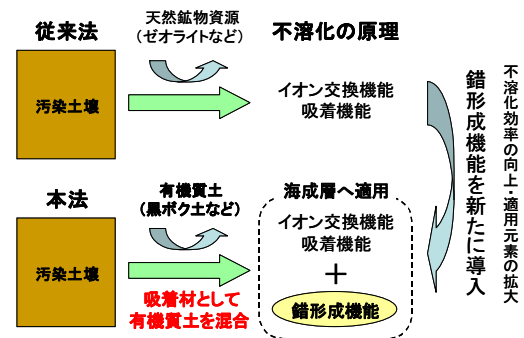 従来法
天然鉱物資源
(ゼオライトなど)
不溶化の原理
汚染土壌
イオン交換機能
吸着機能
本法
有機質土
(黒ボク土など)
海成層へ適用
汚染土壌
イオン交換機能
吸着機能
+
錯形成機能
吸着材として
有機質土を混合
錯形成機能を新たに導入
不溶化効率の向上・適用元素の拡大